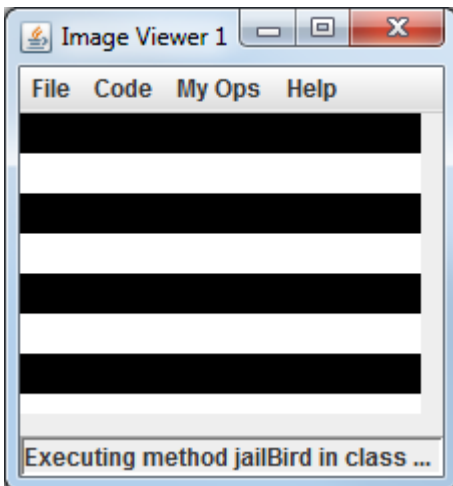 Image Viewer 1
File Code My Ops Help
Executing method jailBird in class ...